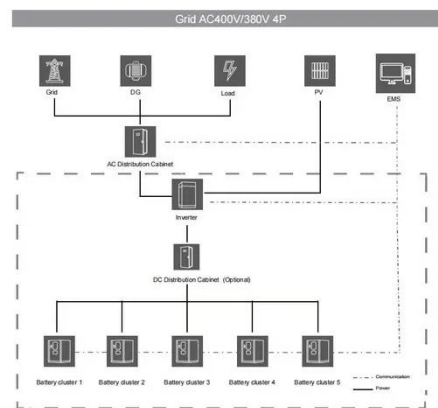 Grid AC400V/380V 4P
Grid
DG
Load
PV
EMS
AC Distribution Cabinet
Inverter
DC Distribution Cabinet (Optional)
Battery cluster 1
Battery cluster 2
Battery cluster 3
Battery cluster 4
Battery cluster 5
Communication
Power